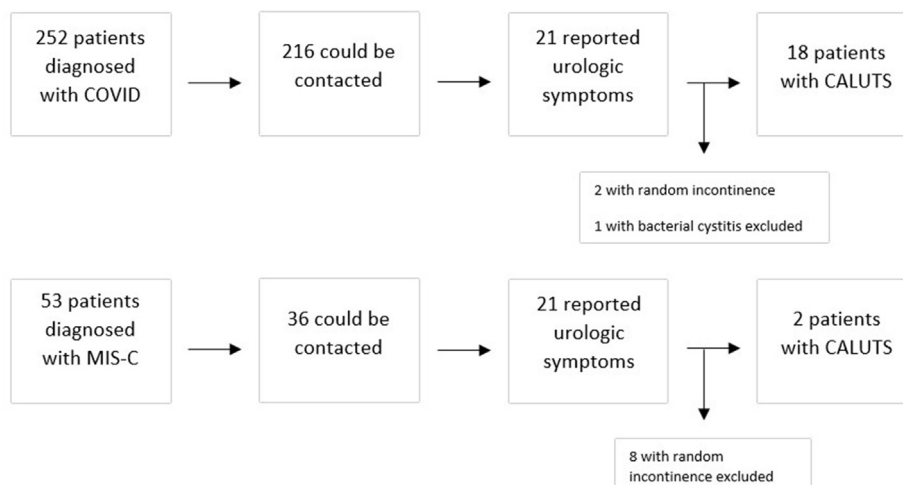 252 patients
diagnosed
with COVID
216 could be
contacted
21 reported
urologic
symptoms
18 patients
with CALUTS
2 with random incontinence
1 with bacterial cystitis excluded
53 patients
diagnosed
with MIS-C
36 could be
contacted
21 reported
urologic
symptoms
2 patients
with CALUTS
8 with random
incontinence excluded